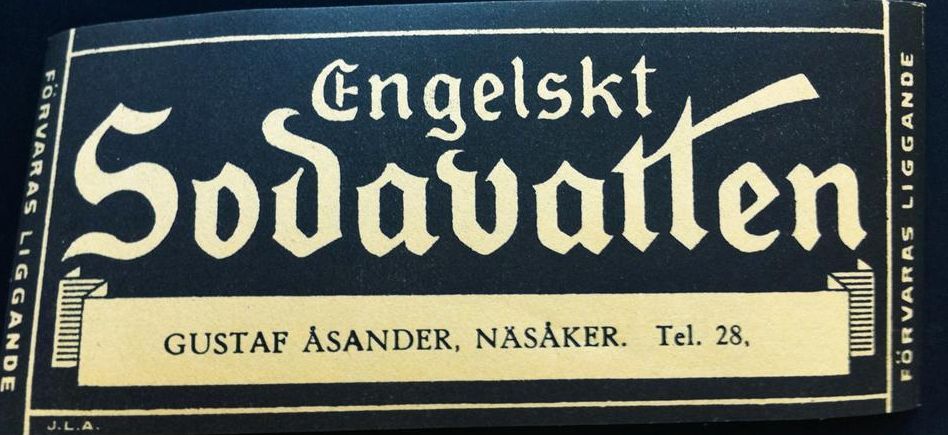 FÖRVARAS LIGGANDE
Engelskt
Sodavatten
GUSTAF ÅSANDER, NÄSÅKER. Tel. 28.
J.L.A.
FÖRVARAS LIGGANDE